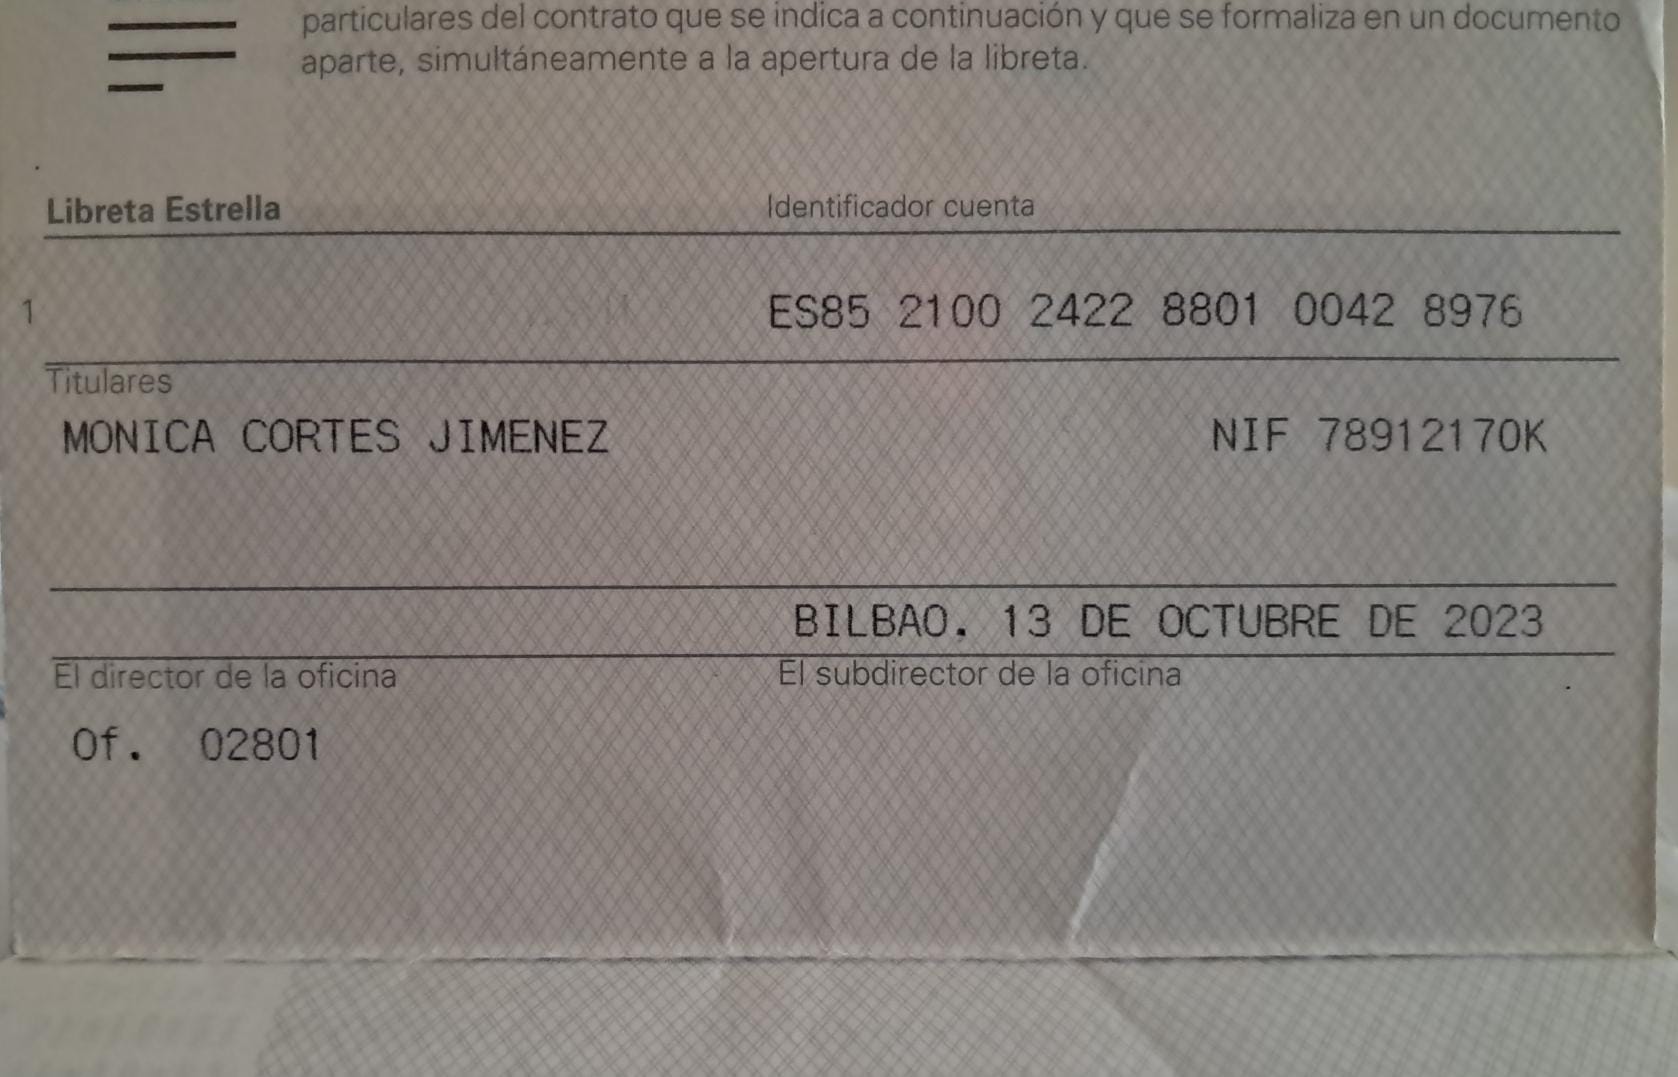 particulares del contrato que se indica a continuación y que se formaliza en un documento
aparte, simultáneamente a la apertura de la libreta.
Libreta Estrella Identificador cuenta
1 ES85 2100 2422 8801 0042 8976
Titulares
MONICA CORTES JIMENEZ NIF 78912170K
BILBAO. 13 DE OCTUBRE DE 2023
El director de la oficina El subdirector de la oficina
Of. 02801